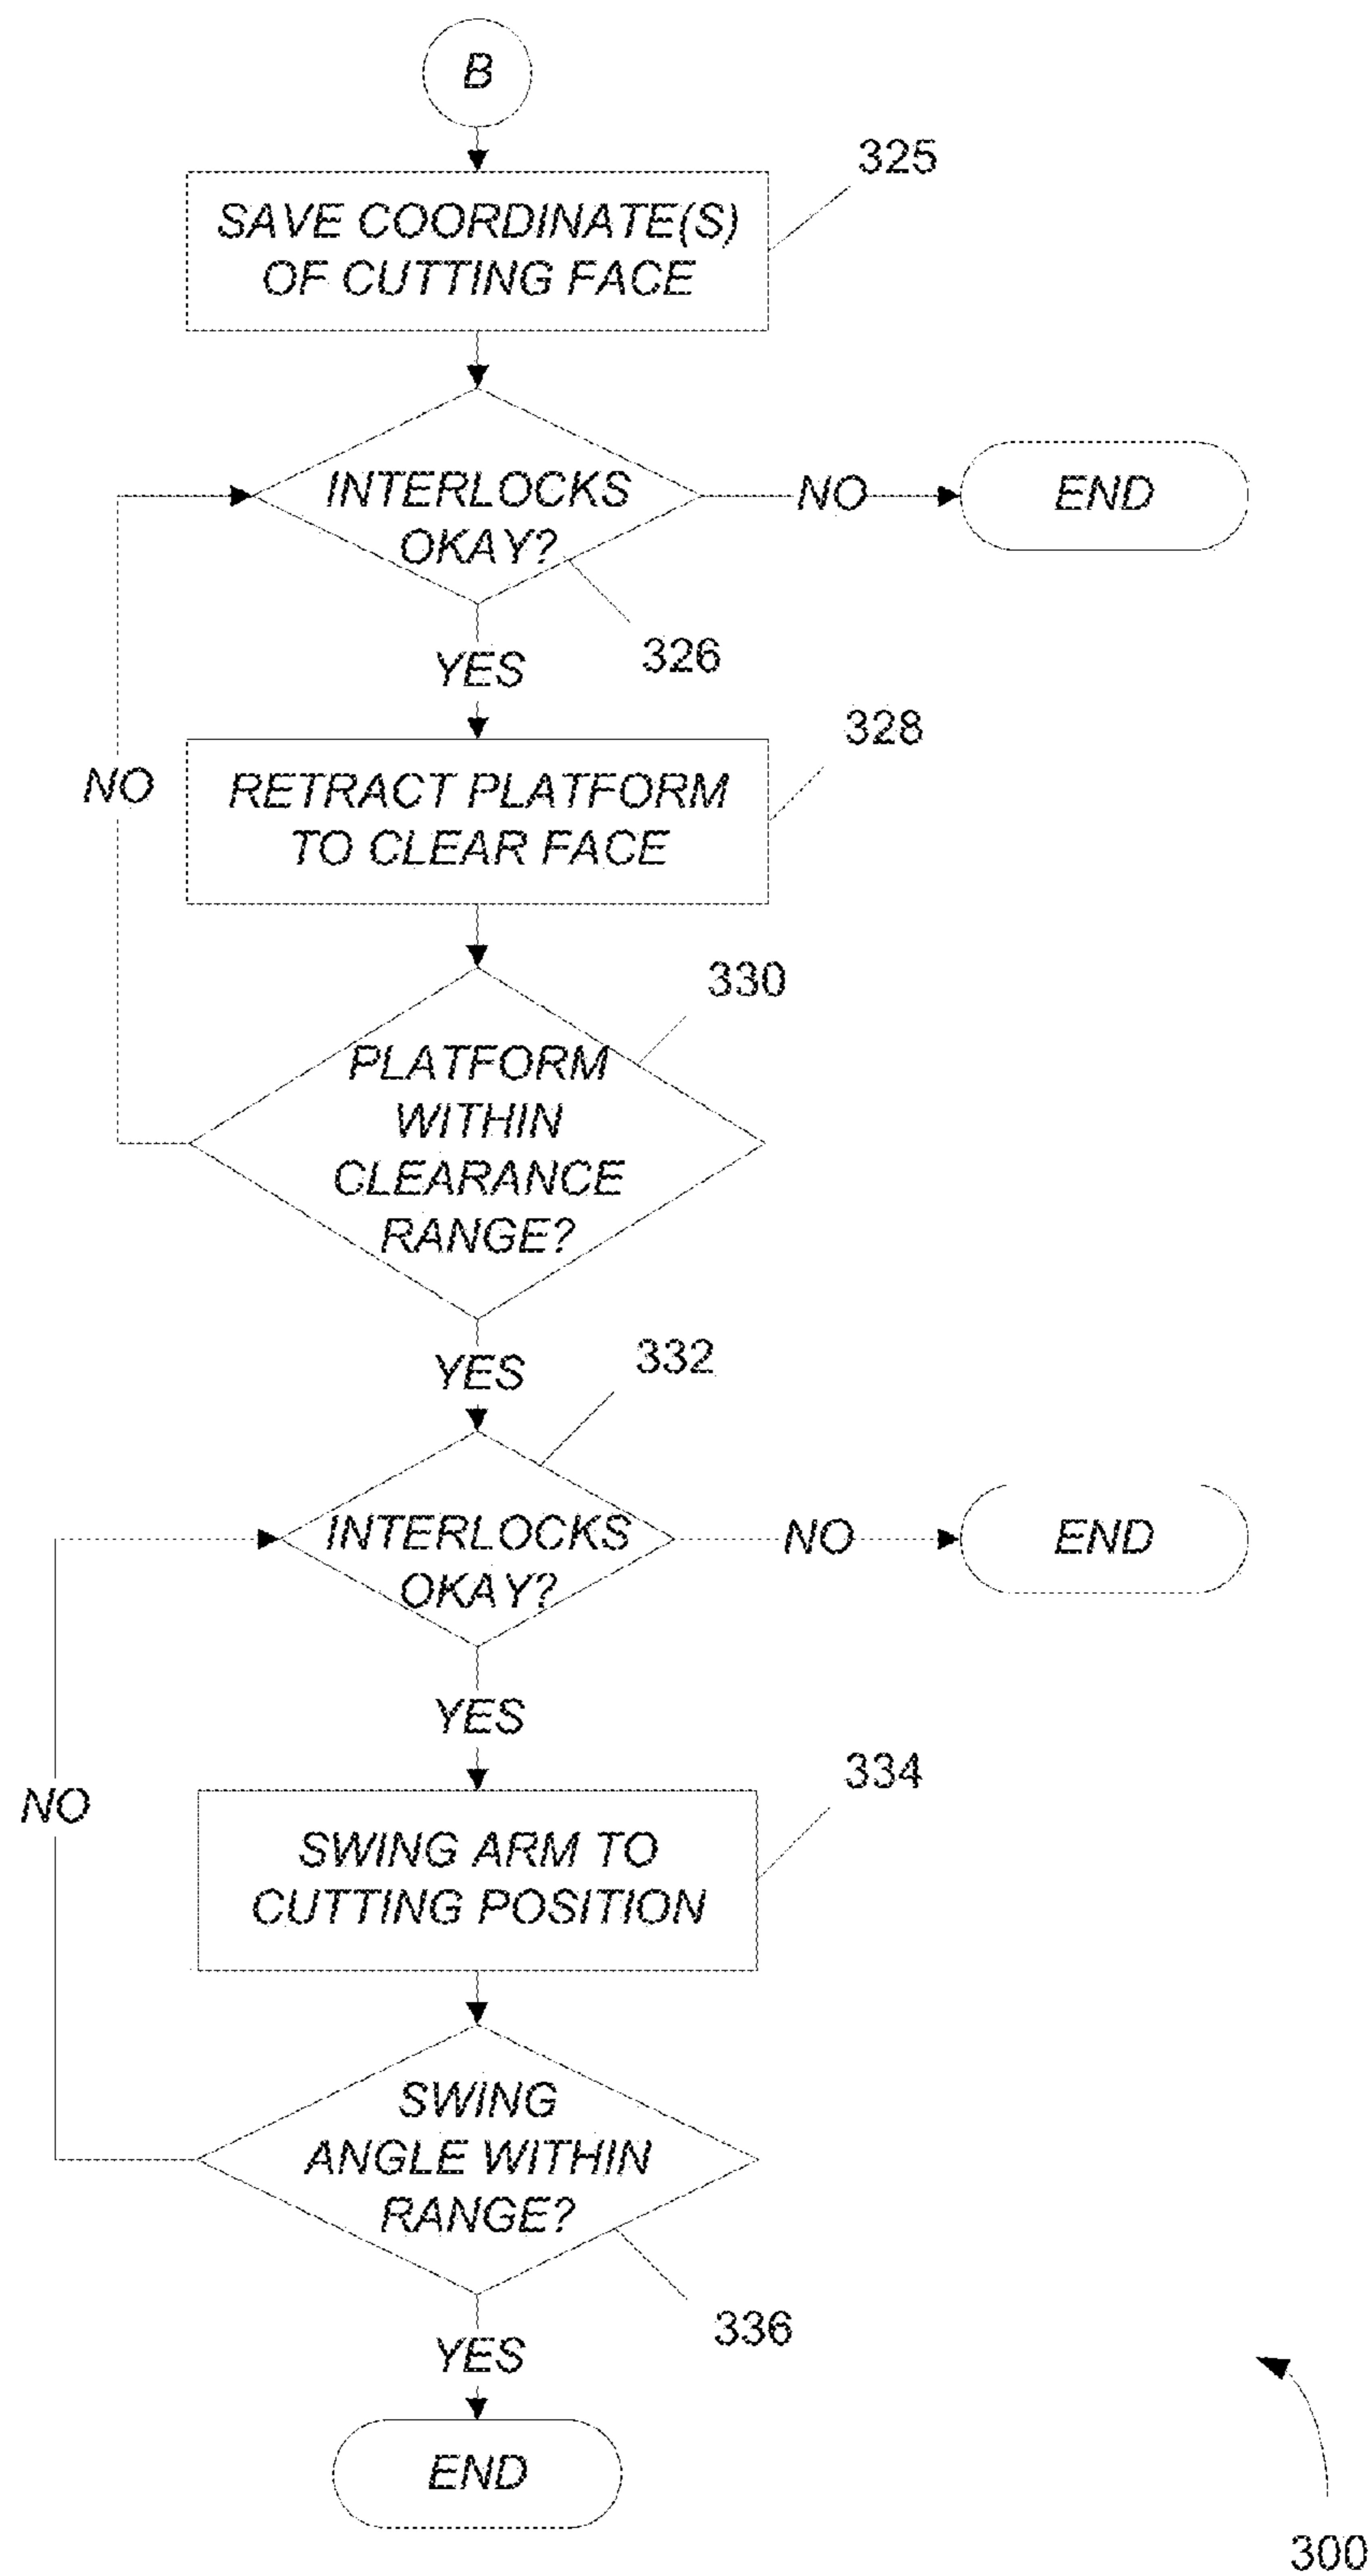 B
325
SAVE COORDINATE(S)
OF CUTTING FACE
INTERLOCKS
OKAY?
NO
END
326
YES
328
RETRACT PLATFORM
TO CLEAR FACE
NO
330
PLATFORM
WITHIN
CLEARANCE
RANGE?
YES
332
INTERLOCKS
OKAY?
NO
END
YES
334
SWING ARM TO
CUTTING POSITION
NO
SWING
ANGLE WITHIN
RANGE?
336
YES
END
300